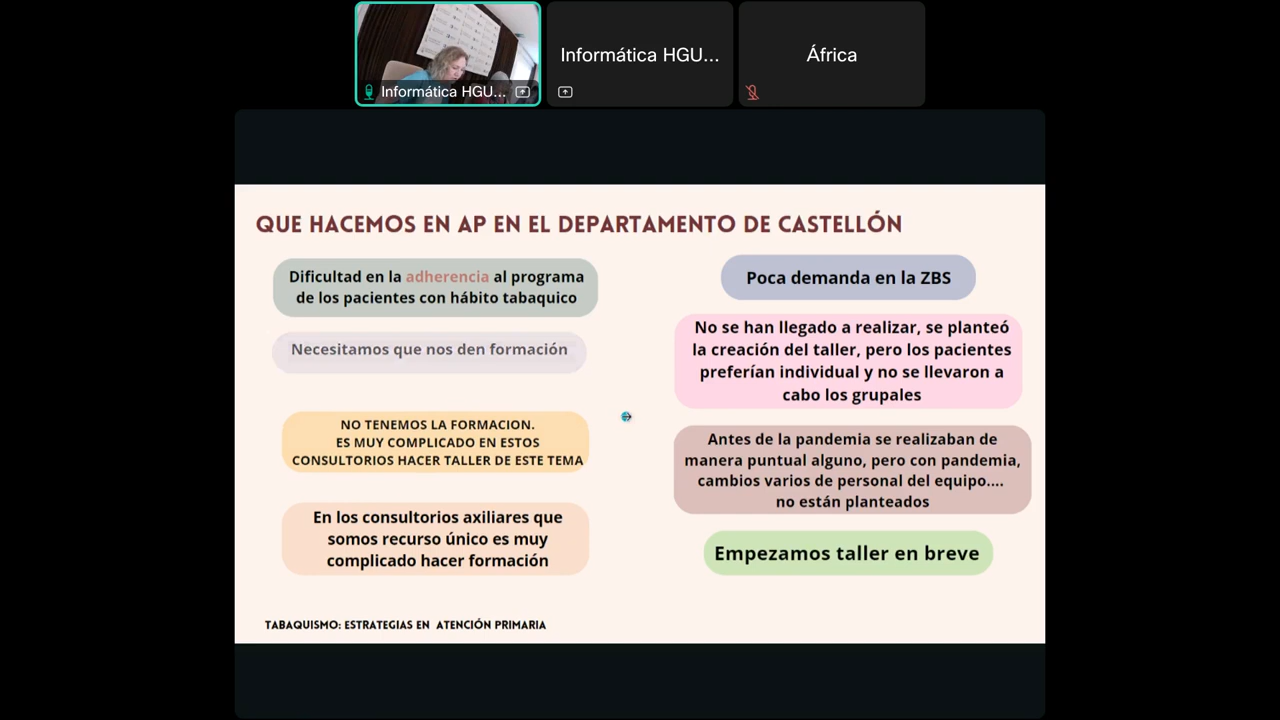 Informática HGU...
Informática HGU...
África
QUE HACEMOS EN AP EN EL DEPARTAMENTO DE CASTELLÓN
Dificultad en la adherencia al programa
de los pacientes con hábito tabaquico
Necesitamos que nos den formación
NO TENEMOS LA FORMACION.
ES MUY COMPLICADO EN ESTOS
CONSULTORIOS HACER TALLER DE ESTE TEMA
En los consultorios axiliares que
somos recurso único es muy
complicado hacer formación
Poca demanda en la ZBS
No se han llegado a realizar, se planteó
la creación del taller, pero los pacientes
preferían individual y no se llevaron a
cabo los grupales
Antes de la pandemia se realizaban de
manera puntual alguno, pero con pandemia,
cambios varios de personal del equipo....
no están planteados
Empezamos taller en breve
TABAQUISMO: ESTRATEGIAS EN ATENCIÓN PRIMARIA